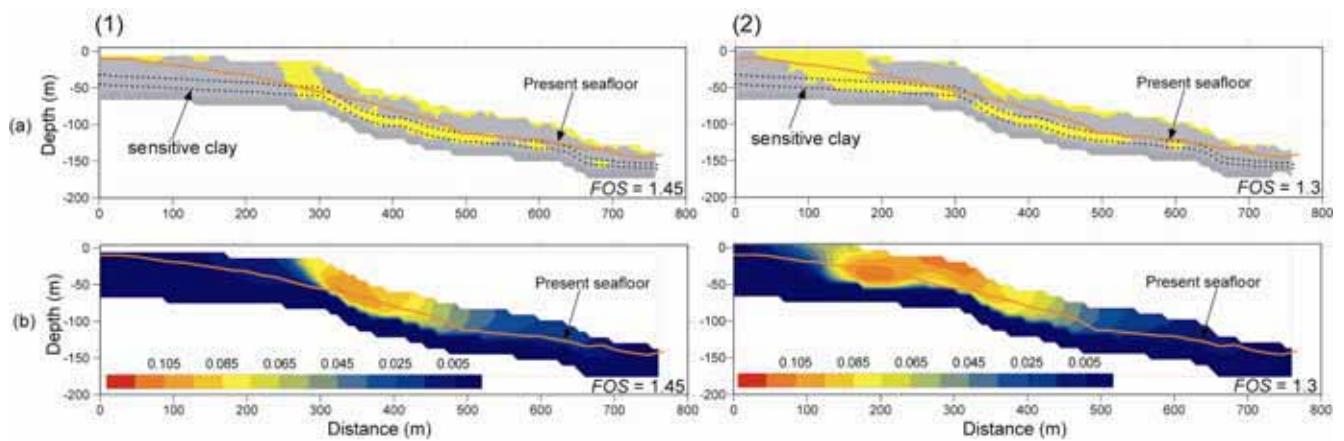 (1)
(2)
(a)
Depth (m)
0
-50
-100
-150
-200
Present seafloor
sensitive clay
FOS = 1.45
0 100 200 300 400 500 600 700 800
0
-50
-100
-150
-200
Present seafloor
sensitive clay
FOS = 1.3
0 100 200 300 400 500 600 700 800
(b)
Depth (m)
0
-50
-100
-150
-200
Present seafloor
0.105 0.085 0.065 0.045 0.025 0.005
FOS = 1.45
0 100 200 300 400 500 600 700 800
Distance (m)
0
-50
-100
-150
-200
Present seafloor
0.105 0.085 0.065 0.045 0.025 0.005
FOS = 1.3
0 100 200 300 400 500 600 700 800
Distance (m)